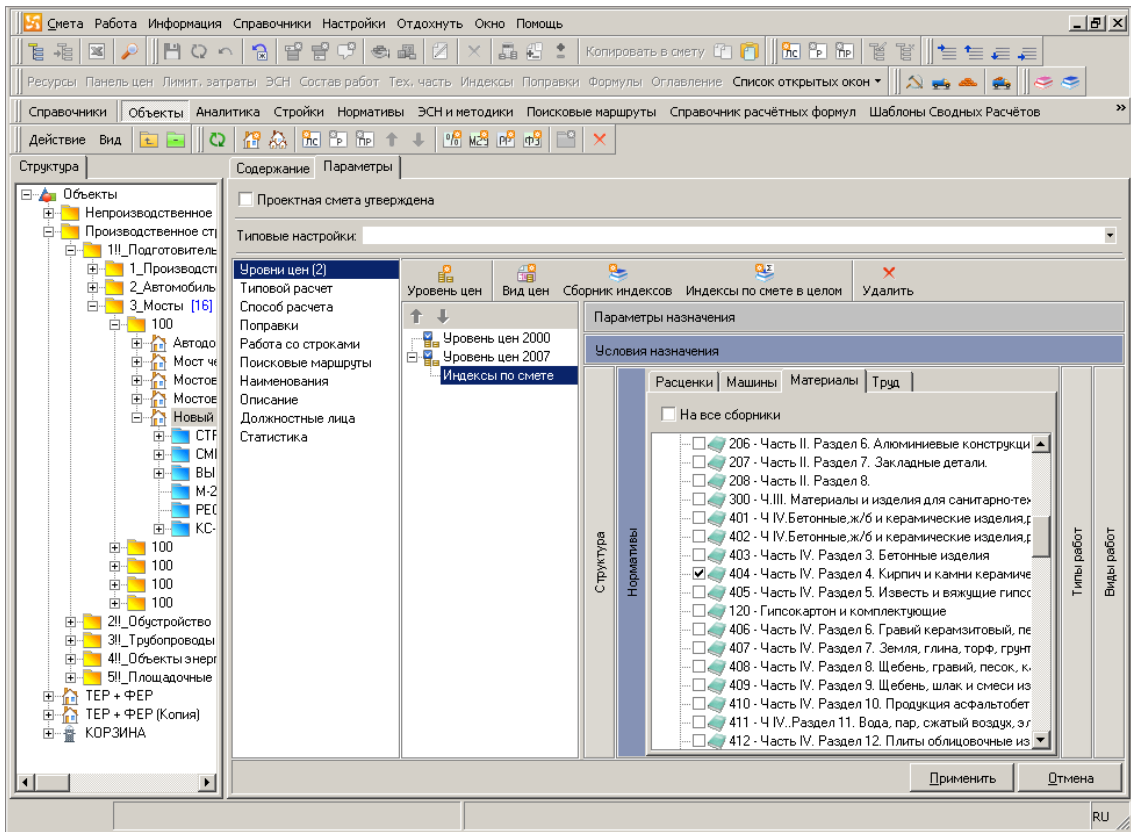 Смета Работа Информация Справочники Настройки Отдохнуть Окно Помощь
Копировать в смету
Ресурсы Панель цен Лимит. затраты ЭСН Состав работ Тех. часть Индексы Поправки Формулы Оглавление Список открытых окон
Справочники Объекты Аналитика Стройки Нормативы ЭСН и методики Поисковые маршруты Справочник расчётных формул Шаблоны Сводных Расчётов
Действие Вид
Структура
Содержание Параметры
Объекты
Непроизводственное
Производственное стр
1!!_Подготовитель
1_Производст
2_Автомобиль
3_Мосты [16]
100
Автодо
Мост че
Мостов
Мостов
Новый
СТР
СМЕ
ВЫ
М-2
РЕС
КС-
100
100
100
100
2!!_Обустройство
3!!_Трубопроводы
4!!_Объекты энерг
5!!_Площадочные
ТЕР + ФЕР
ТЕР + ФЕР (Копия)
КОРЗИНА
Проектная смета утверждена
Типовые настройки:
Уровни цен (2)
Типовой расчет
Способ расчета
Поправки
Работа со строками
Поисковые маршруты
Наименования
Описание
Должностные лица
Статистика
Уровень цен Вид цен Сборник индексов Индексы по смете в целом Удалить
Уровень цен 2000
Уровень цен 2007
Индексы по смете
Параметры назначения
Условия назначения
Структура
Нормативы
Расценки Машины Материалы Труд
На все сборники
206 - Часть II. Раздел 6. Алюминиевые конструкци
207 - Часть II. Раздел 7. Закладные детали.
208 - Часть II. Раздел 8.
300 - Ч.III. Материалы и изделия для санитарно-тех
401 - Ч IV.Бетонные,ж/б и керамические изделия,р
402 - Ч IV.Бетонные,ж/б и керамические изделия,р
403 - Часть IV. Раздел 3. Бетонные изделия
404 - Часть IV. Раздел 4. Кирпич и камни керамиче
405 - Часть IV. Раздел 5. Известь и вяжущие гипсо
120 - Гипсокартон и комплектующие
406 - Часть IV. Раздел 6. Гравий керамзитовый, пе
407 - Часть IV. Раздел 7. Земля, глина, торф, грунт
408 - Часть IV. Раздел 8. Щебень, гравий, песок, к
409 - Часть IV. Раздел 9. Щебень, шлак и смеси из
410 - Часть IV. Раздел 10. Продукция асфальтобет
411 - Ч IV..Раздел 11. Вода, пар, сжатый воздух, эл
412 - Часть IV. Раздел 12. Плиты облицовочные из
Типы работ
Виды работ
Применить Отмена
RU